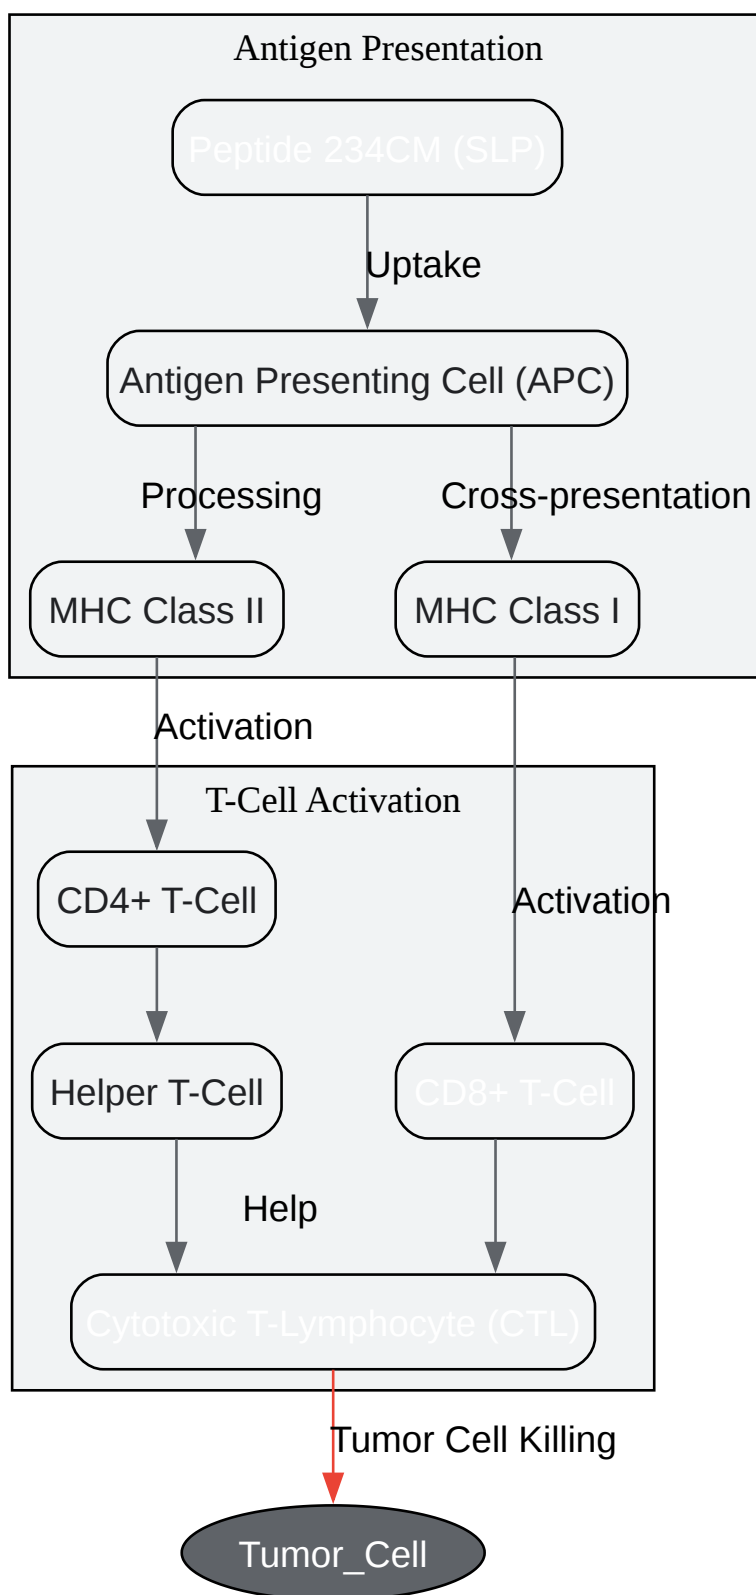 Antigen Presentation
Peptide 234CM (SLP)
Uptake
Antigen Presenting Cell (APC)
Processing
Cross-presentation
MHC Class II
MHC Class I
Activation
T-Cell Activation
CD4+ T-Cell
Activation
Helper T-Cell
CD8+ T-Cell
Help
Cytotoxic T-Lymphocyte (CTL)
Tumor Cell Killing
Tumor_Cell